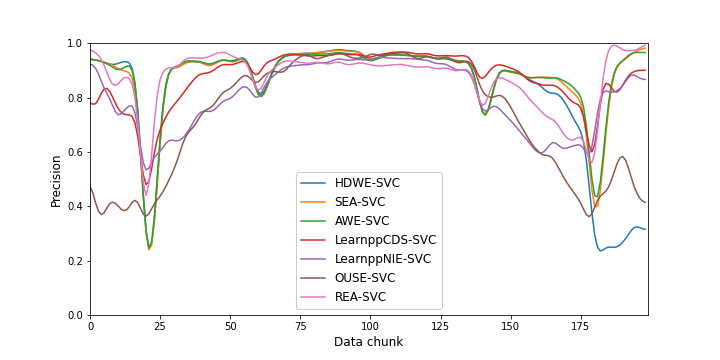 1.0
0.8
0.6
0.4
0.2
0.0
Precision
HDWE-SVC
SEA-SVC
AWE-SVC
LearnppCDS-SVC
LearnppNIE-SVC
OUSE-SVC
REA-SVC
0 25 50 75 100 125 150 175
Data chunk